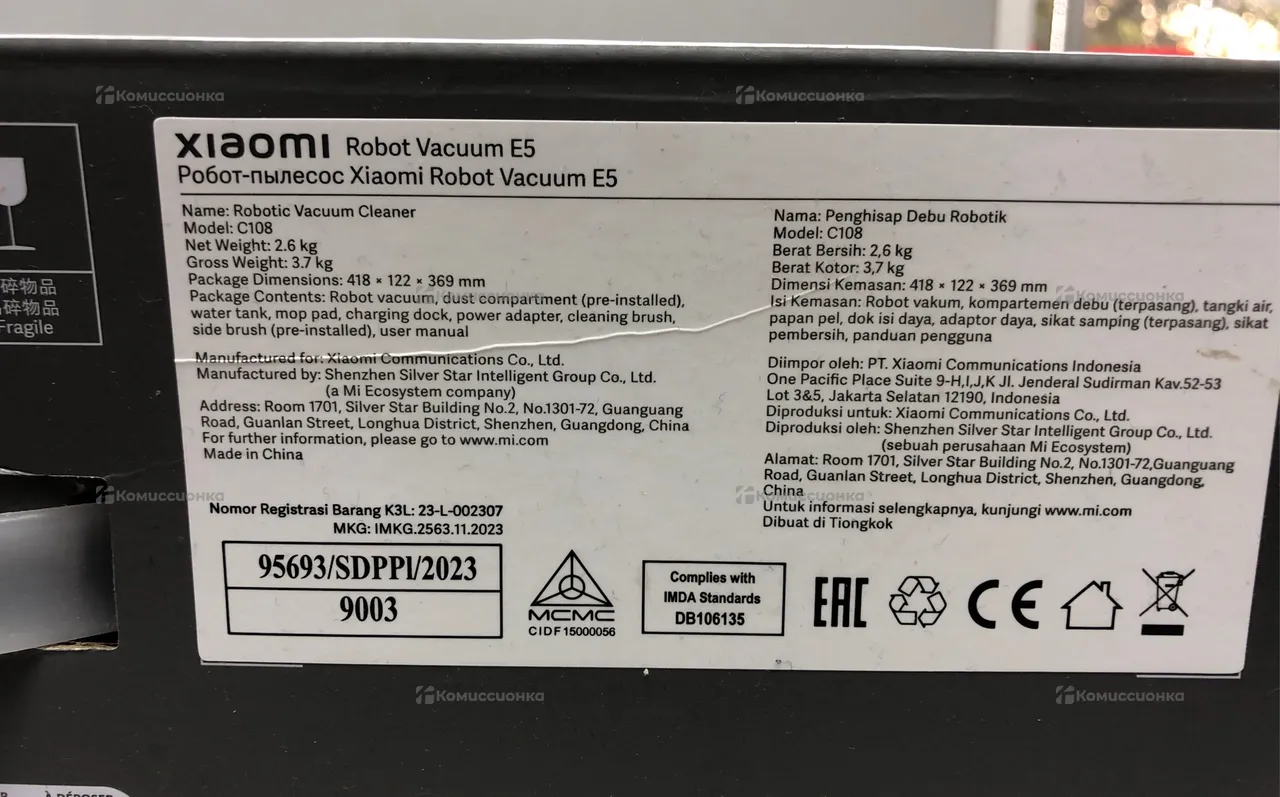 Комиссионка
Комиссионка
xiaomi Robot Vacuum E5
Робот-пылесос Xiaomi Robot Vacuum E5
Name: Robotic Vacuum Cleaner
Model: C108
Net Weight: 2.6 kg
Gross Weight: 3.7 kg
Package Dimensions: 418 × 122 × 369 mm
Package Contents: Robot vacuum, dust compartment (pre-installed),
water tank, mop pad, charging dock, power adapter, cleaning brush,
side brush (pre-installed), user manual
Manufactured for: Xiaomi Communications Co., Ltd.
Manufactured by: Shenzhen Silver Star Intelligent Group Co., Ltd.
(a Mi Ecosystem company)
Address: Room 1701, Silver Star Building No.2, No.1301-72, Guanguang
Road, Guanlan Street, Longhua District, Shenzhen, Guangdong, China
For further information, please go to www.mi.com
Made in China
Nama: Penghisap Debu Robotik
Model: C108
Berat Bersih: 2,6 kg
Berat Kotor: 3,7 kg
Dimensi Kemasan: 418 × 122 × 369 mm
Isi Kemasan: Robot vakum, kompartemen debu (terpasang), tangki air,
papan pel, dok isi daya, adaptor daya, sikat samping (terpasang), sikat
pembersih, panduan pengguna
Diimpor oleh: PT. Xiaomi Communications Indonesia
One Pacific Place Suite 9-H,I,J,K Jl. Jenderal Sudirman Kav.52-53
Lot 3&5, Jakarta Selatan 12190, Indonesia
Diproduksi untuk: Xiaomi Communications Co., Ltd.
Diproduksi oleh: Shenzhen Silver Star Intelligent Group Co., Ltd.
(sebuah perusahaan Mi Ecosystem)
Alamat: Room 1701, Silver Star Building No.2, No.1301-72,Guanguang
Road, Guanlan Street, Longhua District, Shenzhen, Guangdong,
China
Untuk informasi selengkapnya, kunjungi www.mi.com
Dibuat di Tiongkok
Nomor Registrasi Barang K3L: 23-L-002307
MKG: IMKG.2563.11.2023
95693/SDPPI/2023
9003
MCMC
CIDF15000056
Complies with
IMDA Standards
DB106135
EAC
CE
碎物品
碎物品
Fragile
Комиссионка
Комиссионка
Комиссионка
Комиссионка
Комиссионка
Комиссионка
À DÉPOSER